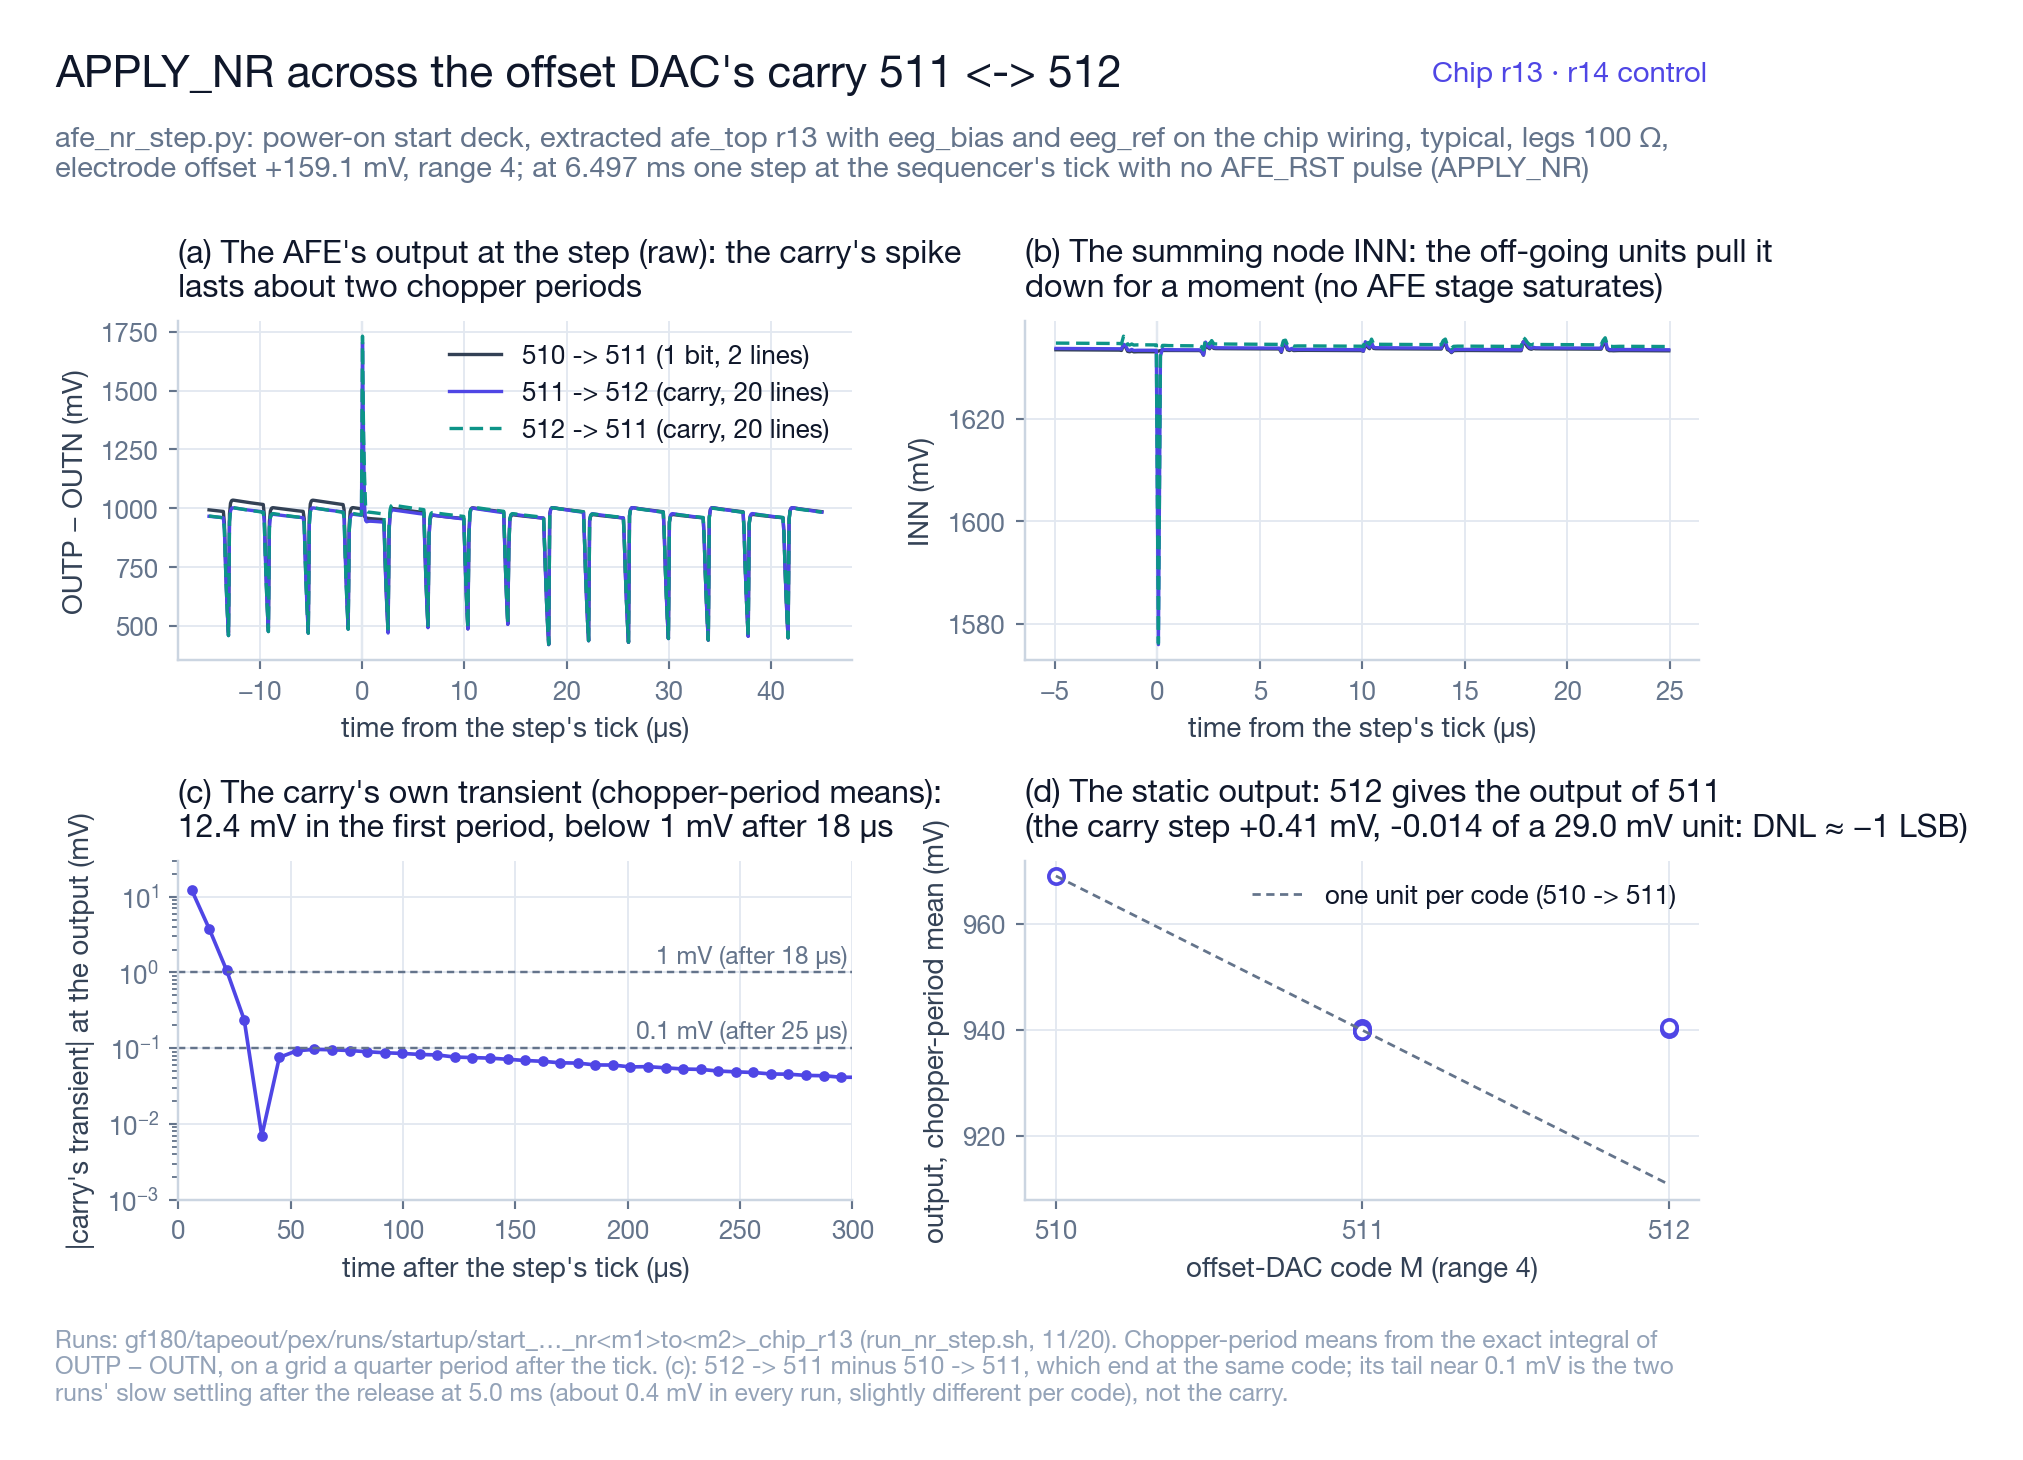 APPLY_NR across the offset DAC's carry 511 <-> 512
Chip r13 · r14 control
afe_nr_step.py: power-on start deck, extracted afe_top r13 with eeg_bias and eeg_ref on the chip wiring, typical, legs 100 Ω,
electrode offset +159.1 mV, range 4; at 6.497 ms one step at the sequencer's tick with no AFE_RST pulse (APPLY_NR)
(a) The AFE's output at the step (raw): the carry's spike
lasts about two chopper periods
1750
1500
1250
1000
750
500
OUTP − OUTN (mV)
510 -> 511 (1 bit, 2 lines)
511 -> 512 (carry, 20 lines)
512 -> 511 (carry, 20 lines)
−10 0 10 20 30 40
time from the step's tick (µs)
(b) The summing node INN: the off-going units pull it
down for a moment (no AFE stage saturates)
1620
1600
1580
INN (mV)
−5 0 5 10 15 20 25
time from the step's tick (µs)
(c) The carry's own transient (chopper-period means):
12.4 mV in the first period, below 1 mV after 18 µs
|carry's transient| at the output (mV)
10¹
10⁰
10⁻¹
10⁻²
10⁻³
1 mV (after 18 µs)
0.1 mV (after 25 µs)
0 50 100 150 200 250 300
time after the step's tick (µs)
(d) The static output: 512 gives the output of 511
(the carry step +0.41 mV, -0.014 of a 29.0 mV unit: DNL ≈ −1 LSB)
output, chopper-period mean (mV)
960
940
920
one unit per code (510 -> 511)
510 511 512
offset-DAC code M (range 4)
Runs: gf180/tapeout/pex/runs/startup/start_…_nr<m1>to<m2>_chip_r13 (run_nr_step.sh, 11/20). Chopper-period means from the exact integral of
OUTP − OUTN, on a grid a quarter period after the tick. (c): 512 -> 511 minus 510 -> 511, which end at the same code; its tail near 0.1 mV is the two
runs' slow settling after the release at 5.0 ms (about 0.4 mV in every run, slightly different per code), not the carry.